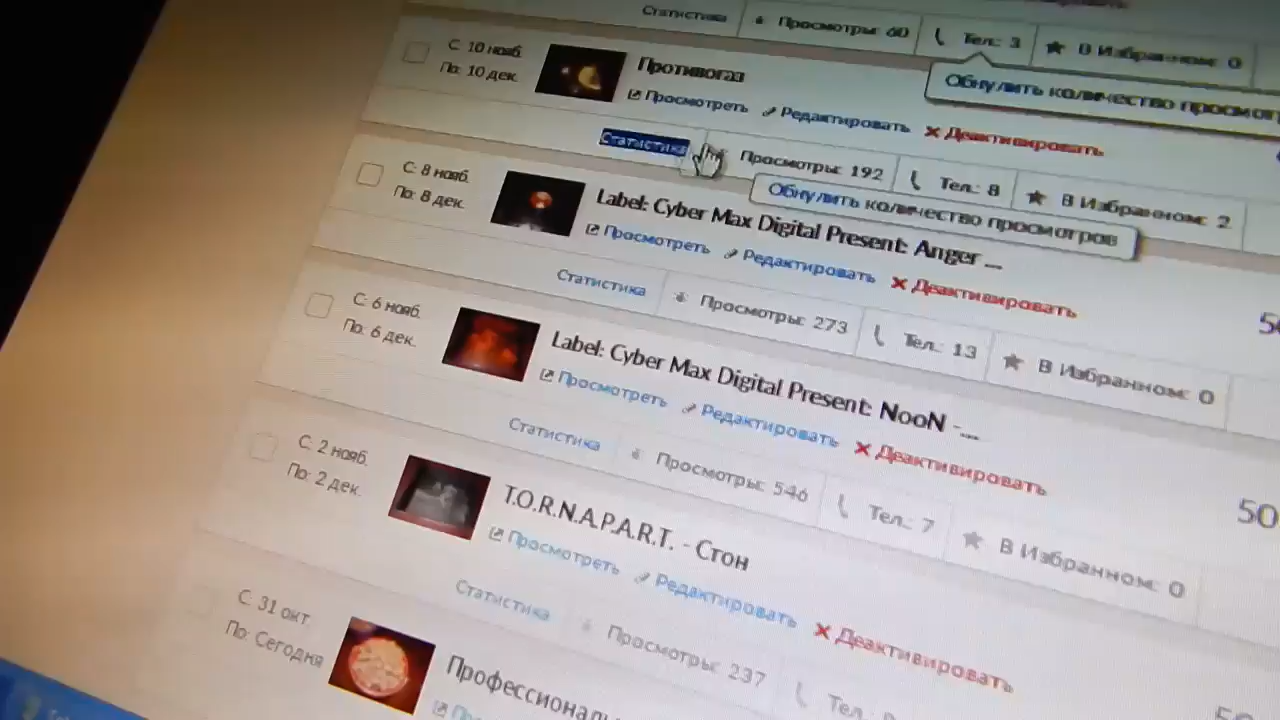 Статистика Просмотры: 60 Тел.: 3 В Избранном: 0
Обнулить количество просмот
С: 10 нояб. Противогаз
По: 10 дек. Просмотреть Редактировать Деактивировать
Статистика Просмотры: 192 Тел.: 8 В Избранном: 2
Обнулить количество просмотров
С: 8 нояб. Label: Cyber Max Digital Present: Anger ...
По: 8 дек. Просмотреть Редактировать Деактивировать
Статистика Просмотры: 273 Тел.: 13 В Избранном: 0
С: 6 нояб. Label: Cyber Max Digital Present: NooN -...
По: 6 дек. Просмотреть Редактировать Деактивировать
Статистика Просмотры: 546 Тел.: 7 В Избранном: 0
50
С: 2 нояб. T.O.R.N.A.P.A.R.T. - Стон
По: 2 дек. Просмотреть Редактировать Деактивировать
Статистика Просмотры: 237 Тел.:
С: 31 окт. Профессиональ
По: Сегодня